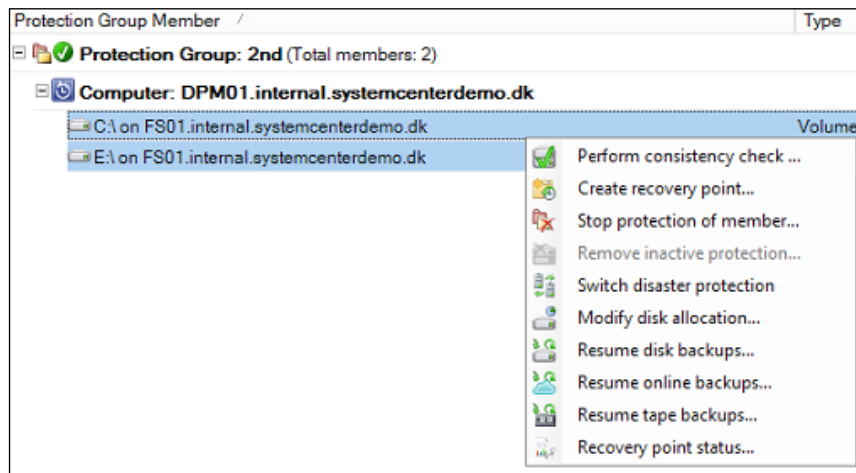 Protection Group Member / Type
Protection Group: 2nd (Total members: 2)
Computer: DPM01.internal.systemcenterdemo.dk
C:\ on FS01.internal.systemcenterdemo.dk Volume
E:\ on FS01.internal.systemcenterdemo.dk
Perform consistency check ...
Create recovery point...
Stop protection of member...
Remove inactive protection...
Switch disaster protection
Modify disk allocation...
Resume disk backups...
Resume online backups...
Resume tape backups...
Recovery point status...